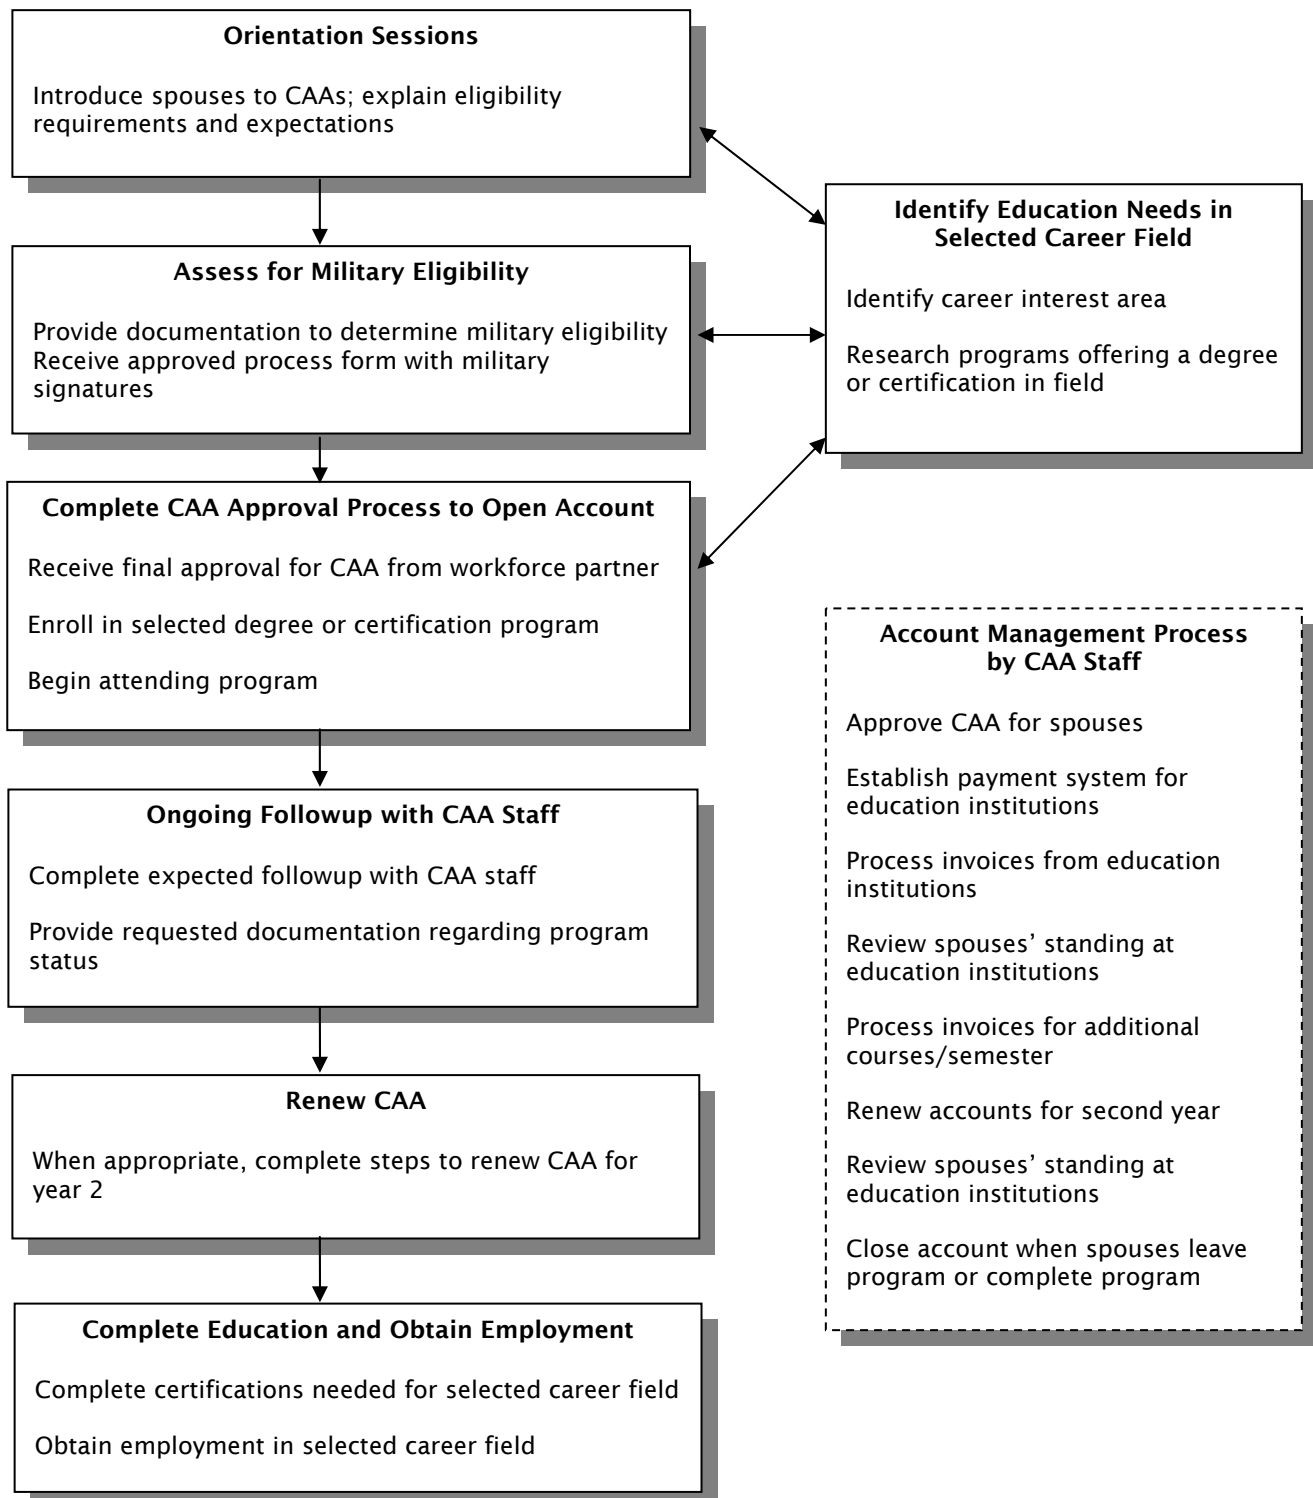 Orientation Sessions
Introduce spouses to CAAs; explain eligibility
requirements and expectations
Identify Education Needs in
Selected Career Field
Identify career interest area
Research programs offering a degree
or certification in field
Assess for Military Eligibility
Provide documentation to determine military eligibility
Receive approved process form with military
signatures
Complete CAA Approval Process to Open Account
Receive final approval for CAA from workforce partner
Enroll in selected degree or certification program
Begin attending program
Ongoing Followup with CAA Staff
Complete expected followup with CAA staff
Provide requested documentation regarding program
status
Renew CAA
When appropriate, complete steps to renew CAA for
year 2
Complete Education and Obtain Employment
Complete certifications needed for selected career field
Obtain employment in selected career field
Account Management Process
by CAA Staff
Approve CAA for spouses
Establish payment system for
education institutions
Process invoices from education
institutions
Review spouses’ standing at
education institutions
Process invoices for additional
courses/semester
Renew accounts for second year
Review spouses’ standing at
education institutions
Close account when spouses leave
program or complete program